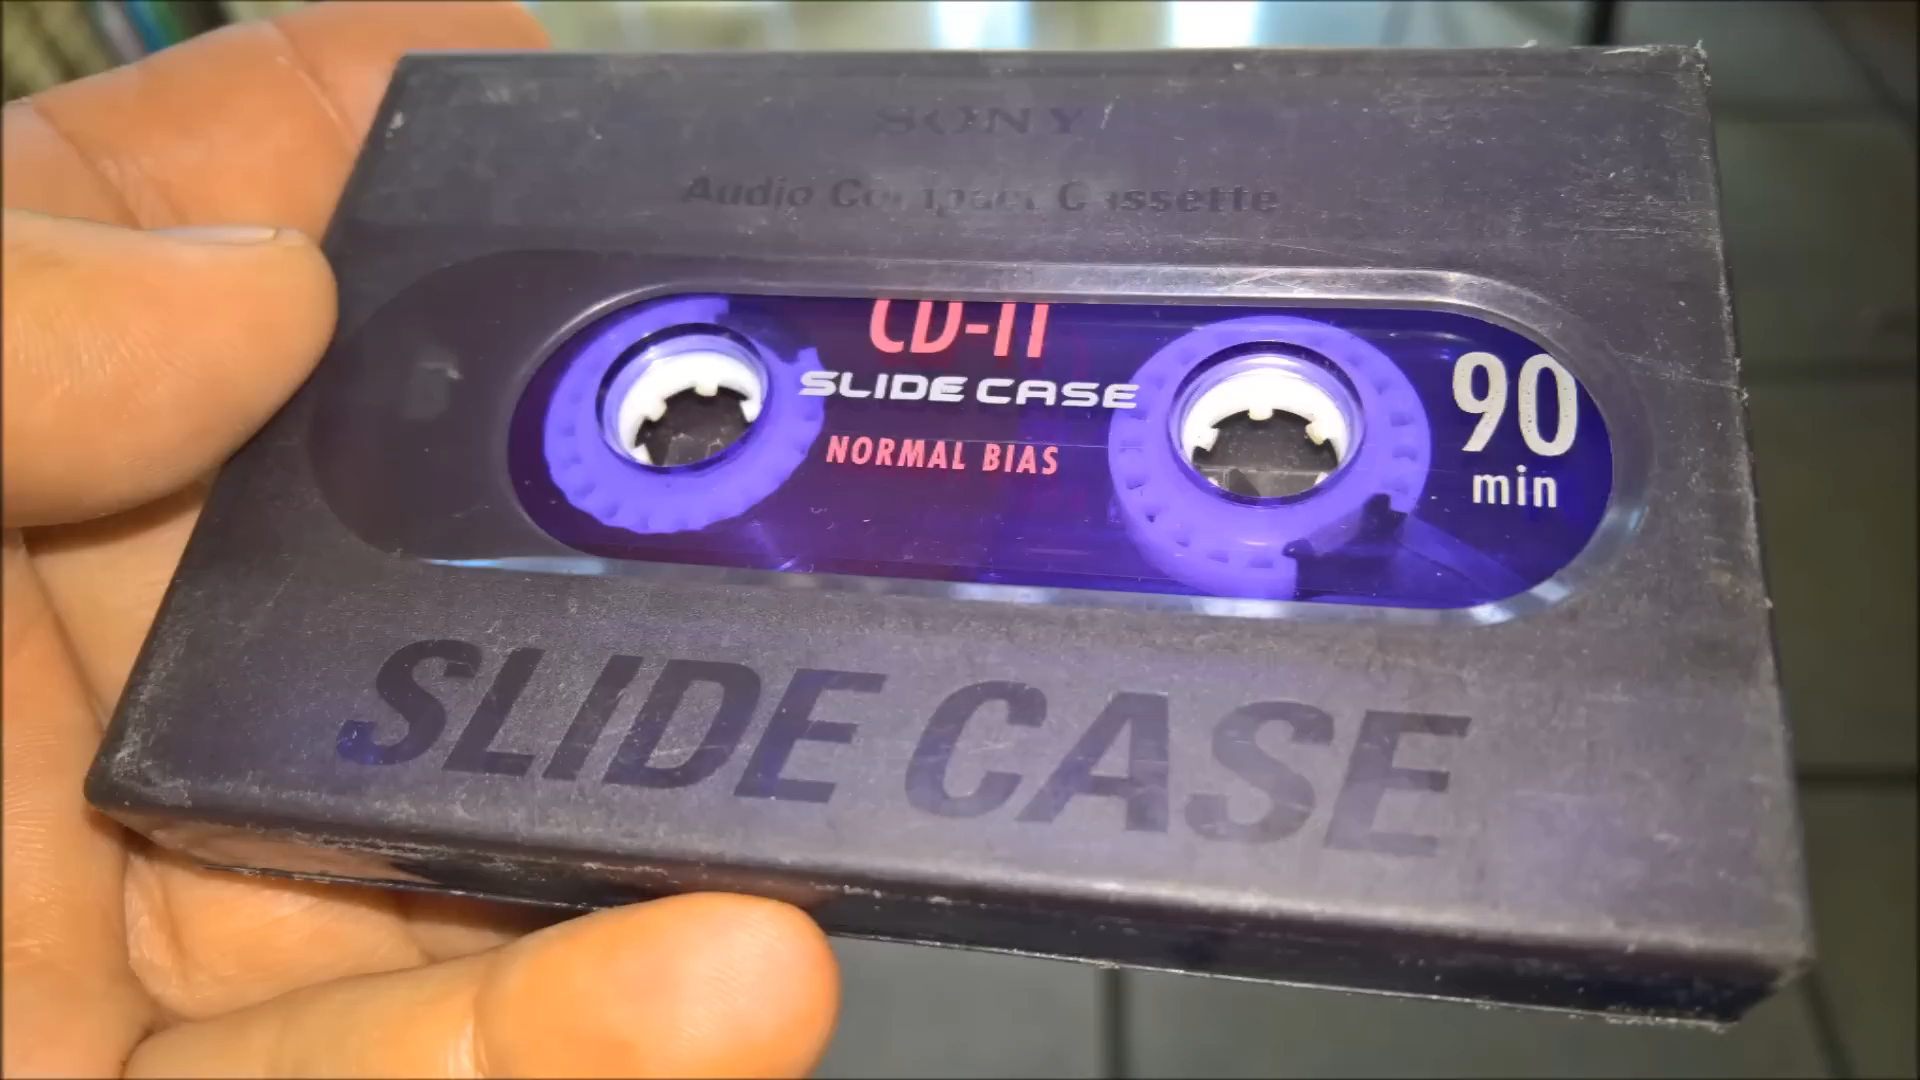 SONY
Audio Compact Cassette
CD-IT
SLIDE CASE
NORMAL BIAS
90
min
SLIDE CASE